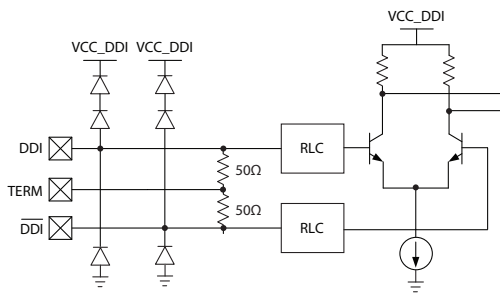 VCC_DDI
VCC_DDI VCC_DDI
DDI
RLC
50Ω
TERM
50Ω
DDI
RLC